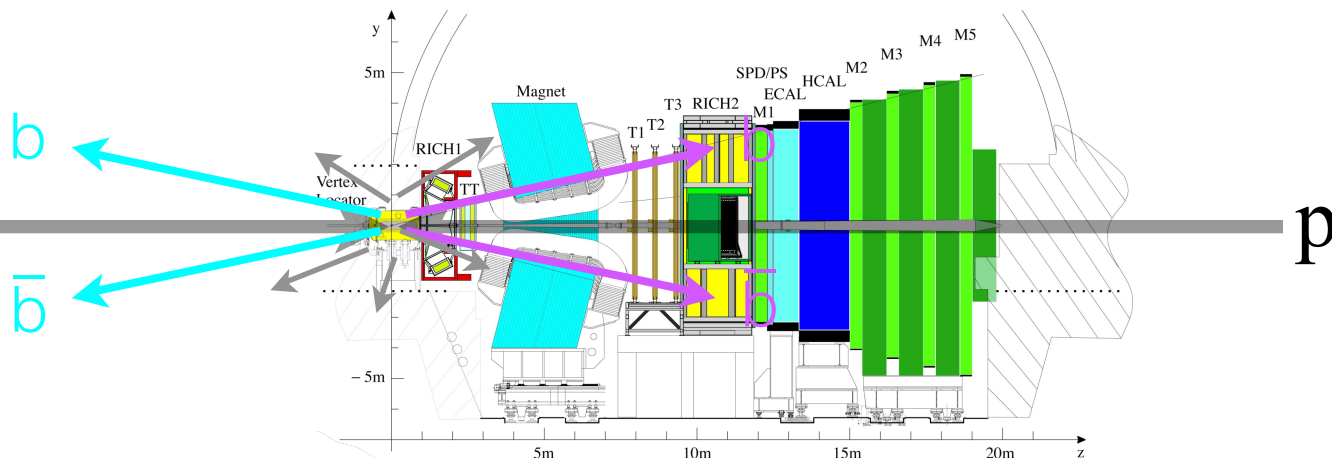 y
5m
M5
M4
M3
M2
HCAL
SPD/PS
ECAL
M1
Magnet
RICH2
T3
T2
T1
RICH1
TT
Vertex
Locator
b
b
p
b̅
b̅
− 5m
5m
10m
15m
20m
z